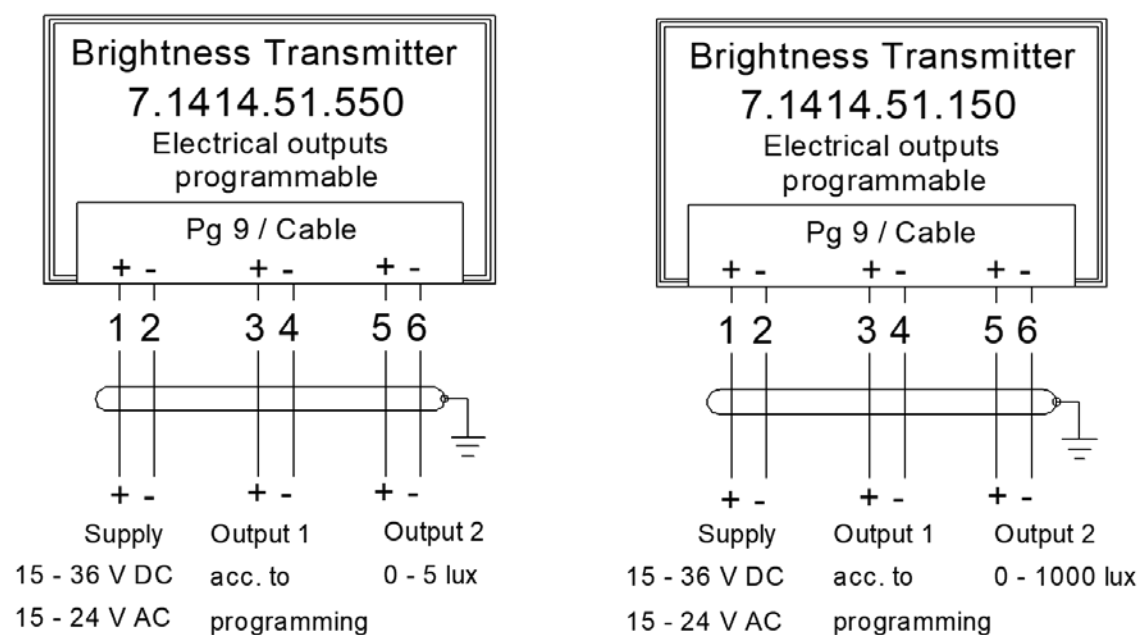 Brightness Transmitter
7.1414.51.550
Electrical outputs
programmable
Pg 9 / Cable
+ - + - + -
1 2 3 4 5 6
+ - + - + -
Supply Output 1 Output 2
15 - 36 V DC acc. to 0 - 5 lux
15 - 24 V AC programming
Brightness Transmitter
7.1414.51.150
Electrical outputs
programmable
Pg 9 / Cable
+ - + - + -
1 2 3 4 5 6
+ - + - + -
Supply Output 1 Output 2
15 - 36 V DC acc. to 0 - 1000 lux
15 - 24 V AC programming